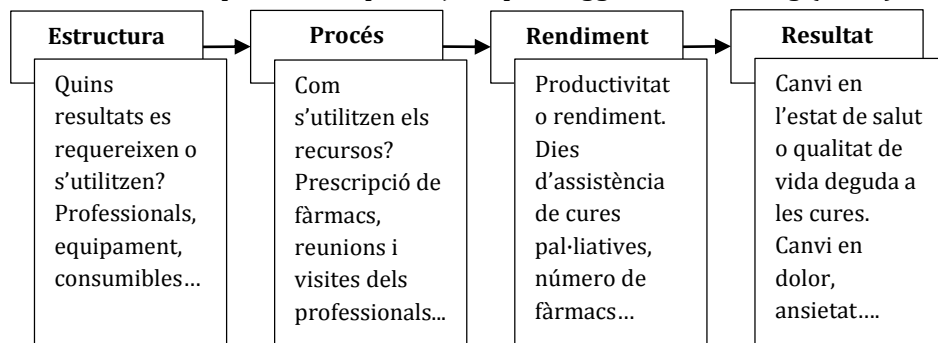 Estructura
Quins
resultats es
requereixen o
s'utilitzen?
Professionals,
equipament,
consumibles…
Procés
Com
s'utilitzen els
recursos?
Prescripció de
fàrmacs,
reunions i
visites dels
professionals...
Rendiment
Productivitat
o rendiment.
Dies
d'assistència
de cures
pal·liatives,
número de
fàrmacs…
Resultat
Canvi en
l'estat de salut
o qualitat de
vida deguda a
les cures.
Canvi en
dolor,
ansietat….